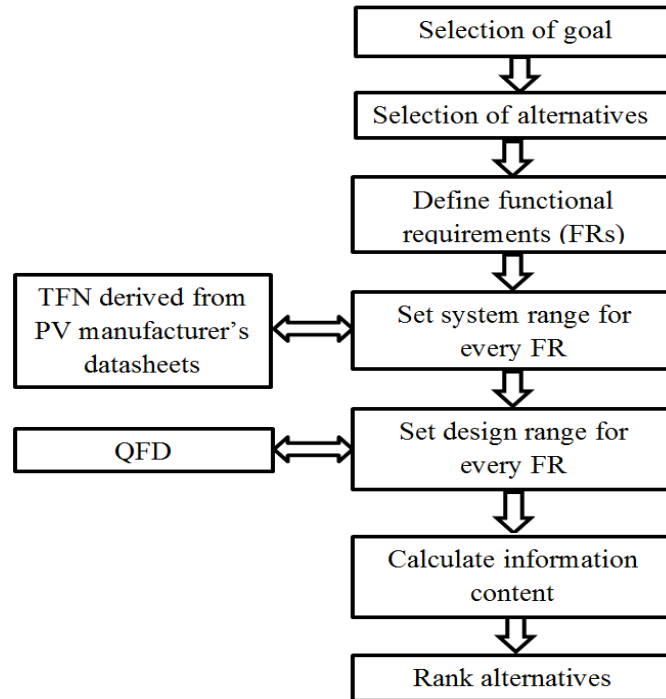 Selection of goal
Selection of alternatives
Define functional
requirements (FRs)
TFN derived from
PV manufacturer’s
datasheets
Set system range for
every FR
QFD
Set design range for
every FR
Calculate information
content
Rank alternatives